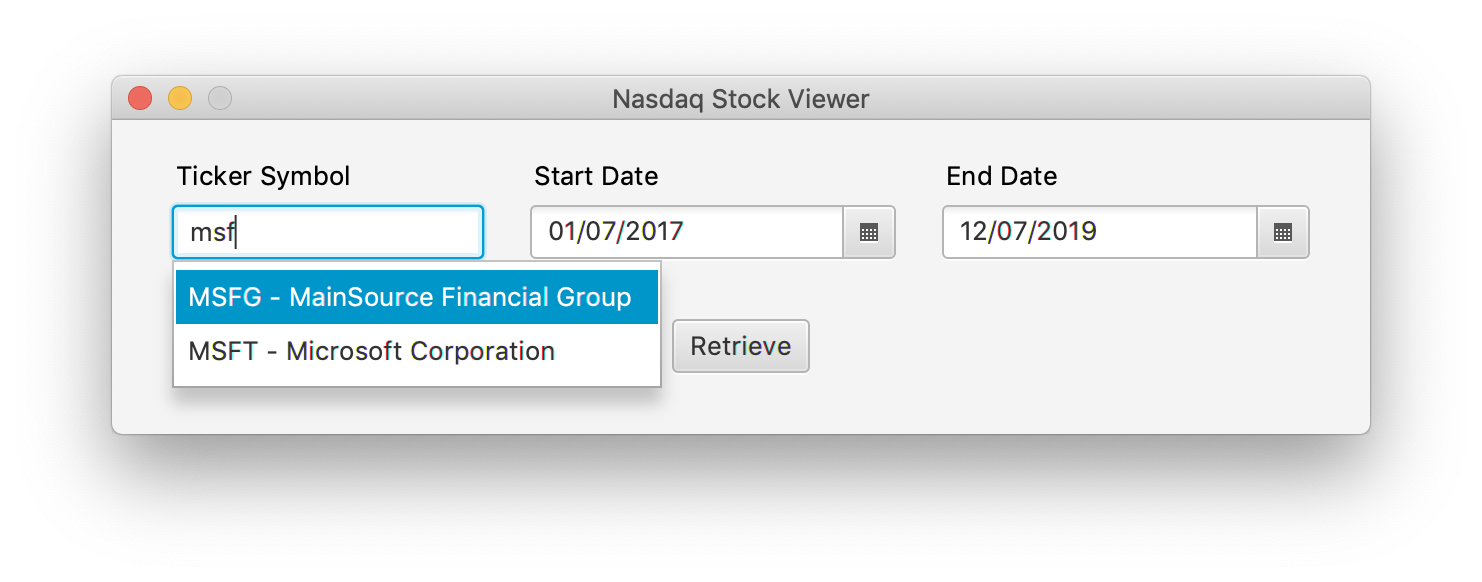 Nasdaq Stock Viewer
Ticker Symbol
Start Date
End Date
msf
01/07/2017
12/07/2019
MSFG - MainSource Financial Group
MSFT - Microsoft Corporation
Retrieve